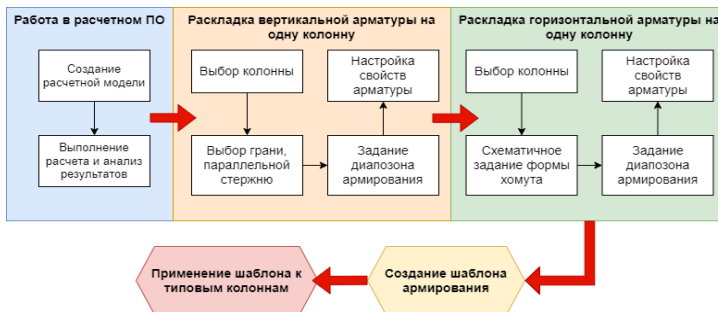 Работа в расчетном ПО
Создание
расчетной модели
Выполнение
расчета и анализ
результатов
Раскладка вертикальной арматуры на
одну колонну
Выбор колонны
Выбор грани,
параллельной
стержню
Настройка
свойств
арматуры
Задание
диапозона
армирования
Раскладка горизонтальной арматуры на
одну колонну
Выбор колонны
Схематичное
задание формы
хомута
Настройка
свойств
арматуры
Задание
диапозона
армирования
Применение шаблона к
типовым колоннам
Создание шаблона
армирования